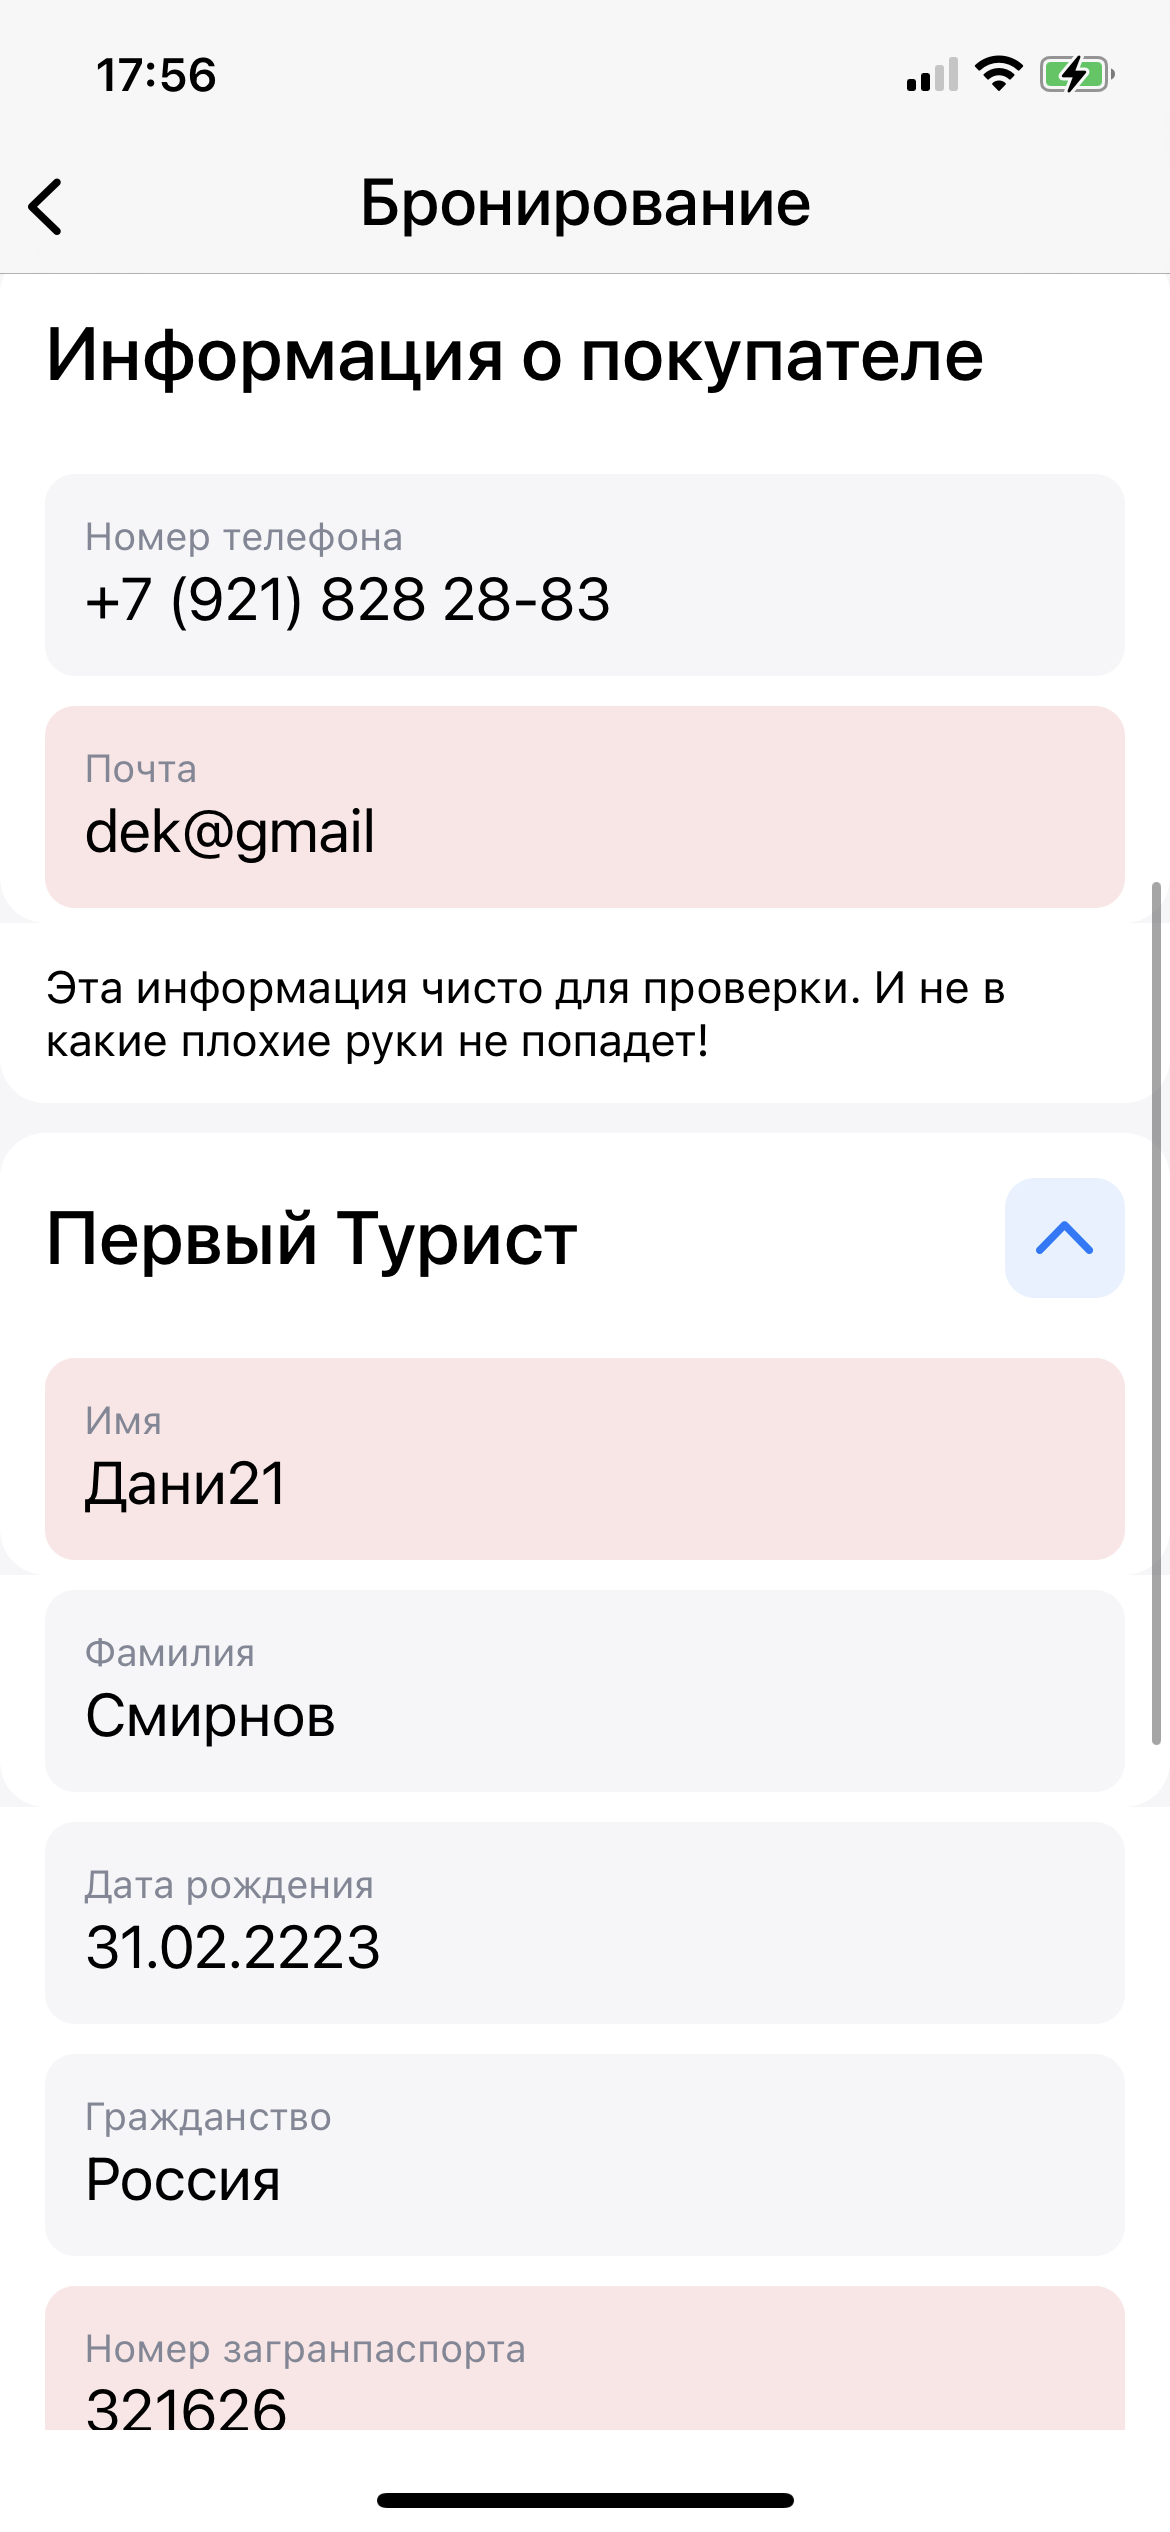 17:56
Бронирование
Информация о покупателе
Номер телефона
+7 (921) 828 28-83
Почта
dek@gmail
Эта информация чисто для проверки. И не в
какие плохие руки не попадет!
Первый Турист
Имя
Дани21
Фамилия
Смирнов
Дата рождения
31.02.2223
Гражданство
Россия
Номер загранпаспорта
321626